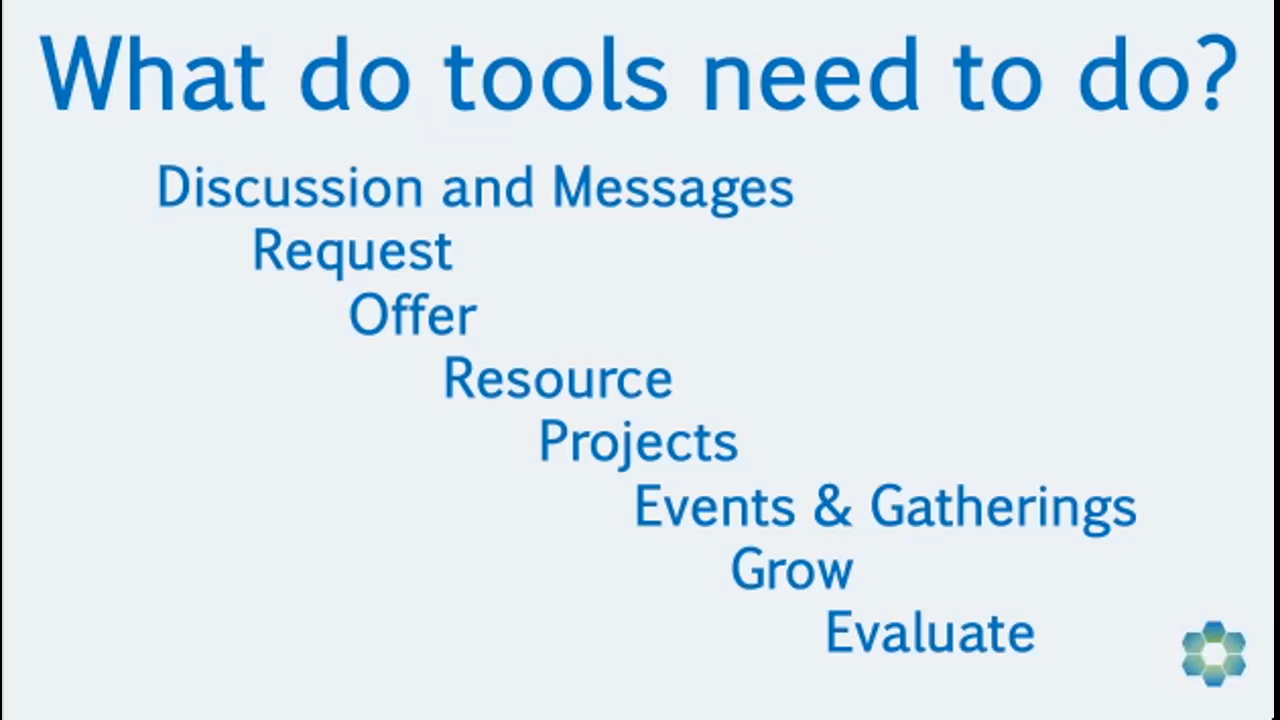 What do tools need to do?
Discussion and Messages
Request
Offer
Resource
Projects
Events & Gatherings
Grow
Evaluate